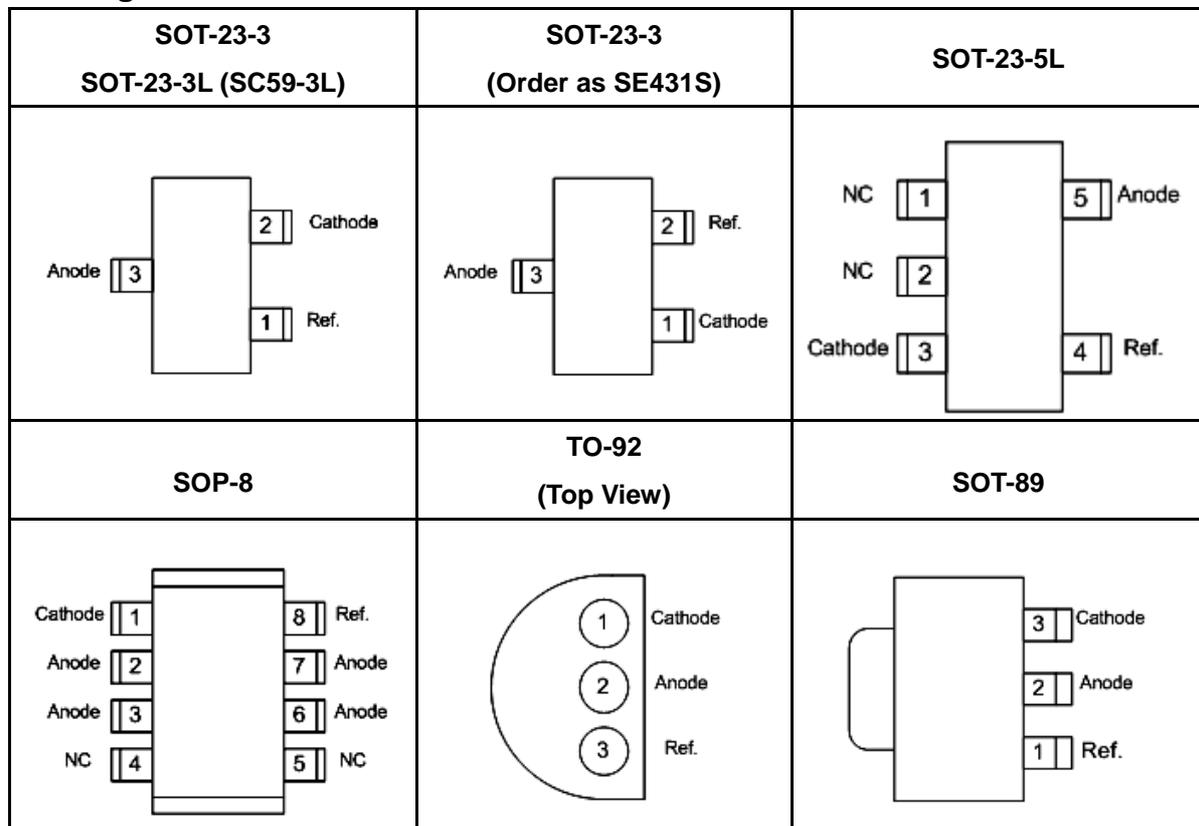 SOT-23-3
SOT-23-3L (SC59-3L)
SOT-23-3
(Order as SE431S)
SOT-23-5L
2 Cathode
Anode 3
1 Ref.
2 Ref.
Anode 3
1 Cathode
NC 1
5 Anode
NC 2
Cathode 3
4 Ref.
SOP-8
TO-92
(Top View)
SOT-89
Cathode 1
8 Ref.
Anode 2
7 Anode
Anode 3
6 Anode
NC 4
5 NC
1 Cathode
2 Anode
3 Ref.
3 Cathode
2 Anode
1 Ref.